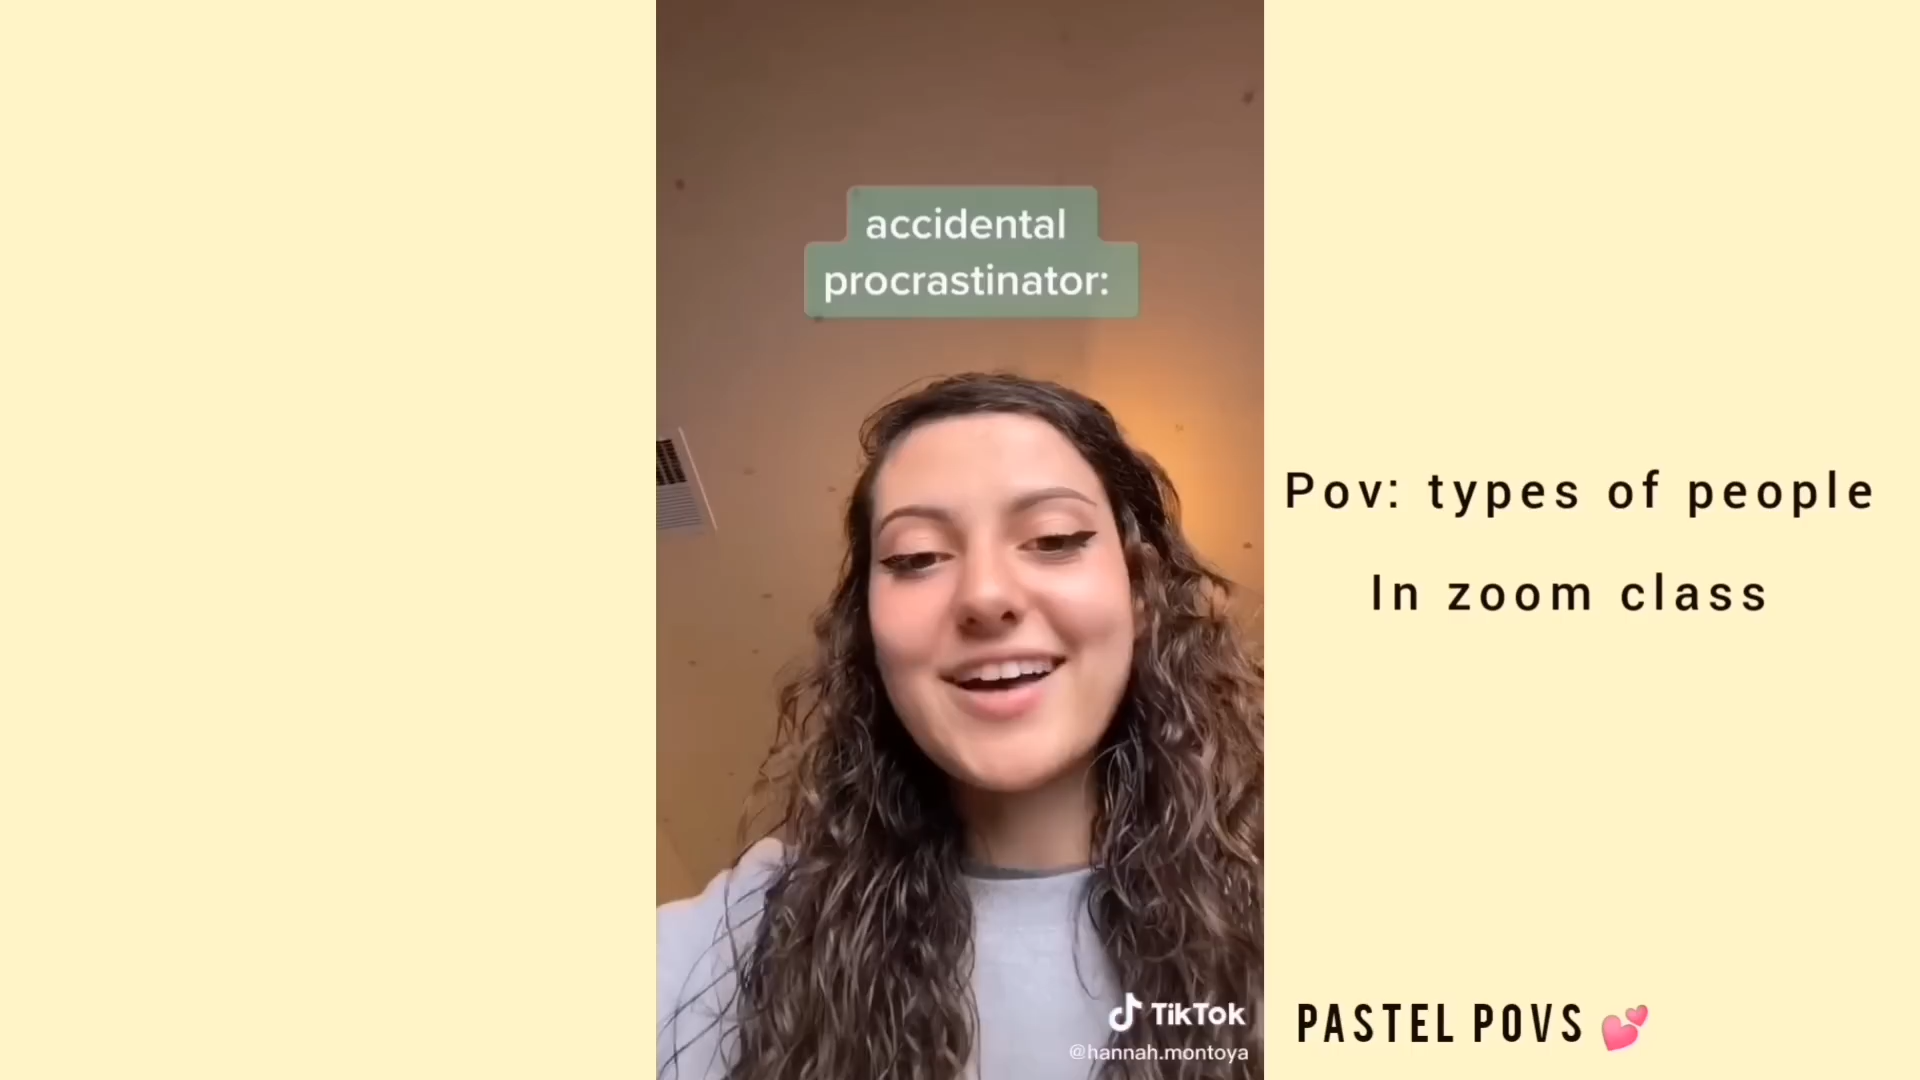 accidental
procrastinator:
Pov: types of people
In zoom class
TikTok
@hannah.montoya
PASTEL POVS 💕